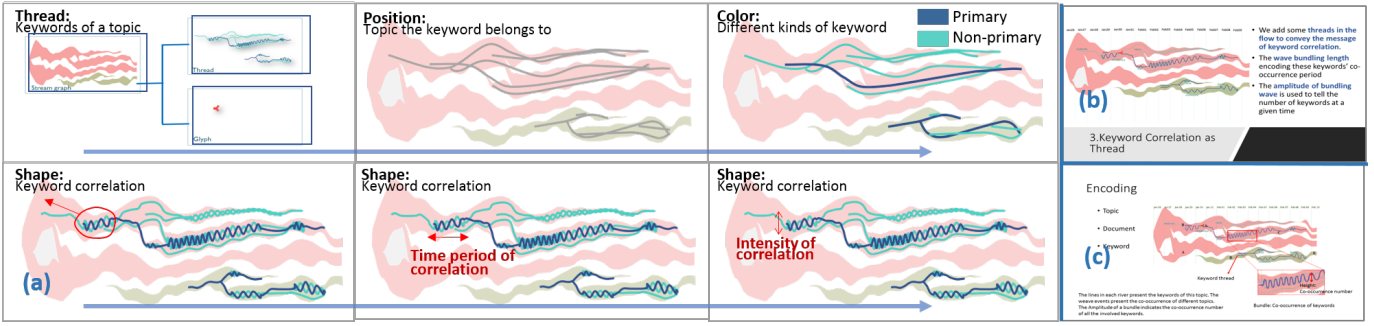 Thread:
Keywords of a topic
Stream graph
Thread
Glyph
Position:
Topic the keyword belongs to
Color:
Different kinds of keyword
Primary
Non-primary
Shape:
Keyword correlation
(a)
Shape:
Keyword correlation
Time period of
correlation
Shape:
Keyword correlation
Intensity of
correlation
• We add some threads in the
flow to convey the message
of keyword correlation.
• The wave bundling length
encoding these keywords' co-
occurrence period
• The amplitude of bundling
wave is used to tell the
number of keywords at a
given time
(b)
3.Keyword Correlation as
Thread
Encoding
• Topic
• Document
• Keyword
(c)
Keyword thread
Height:
Co-occurrence number
The lines in each river present the keywords of this topic. The
weave events present the co-occurrence of different topics.
The Amplitude of a bundle indicates the co-occurrence number
of all the involved keywords.
Bundle: Co-occurrence of keywords